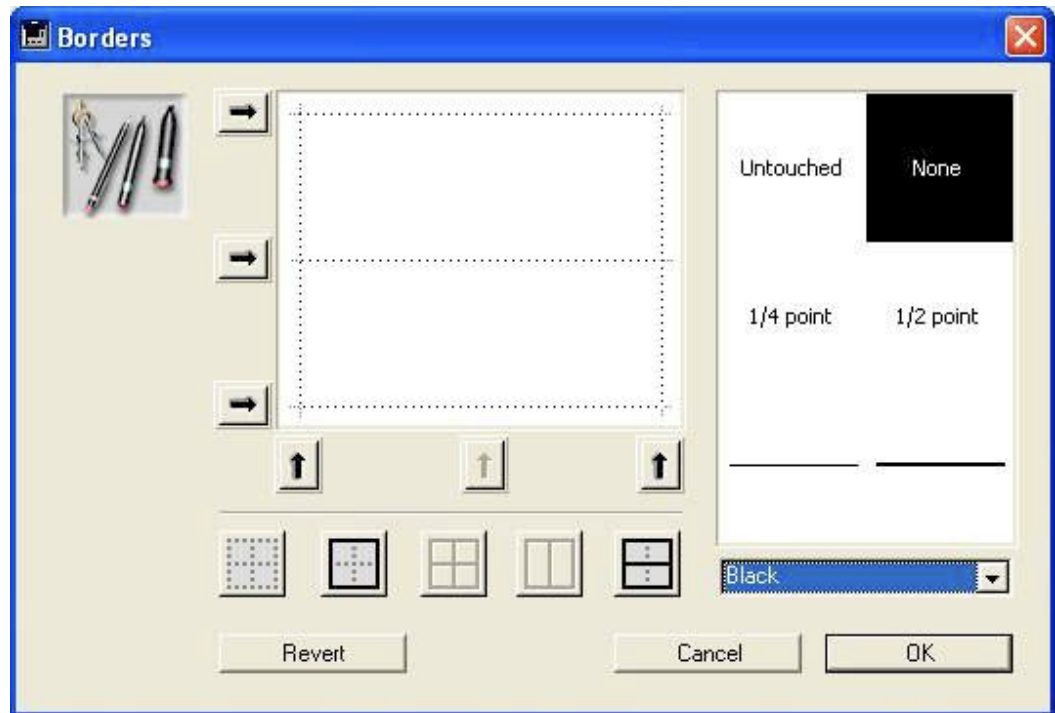 Borders
Untouched None
1/4 point 1/2 point
Black
Revert Cancel OK